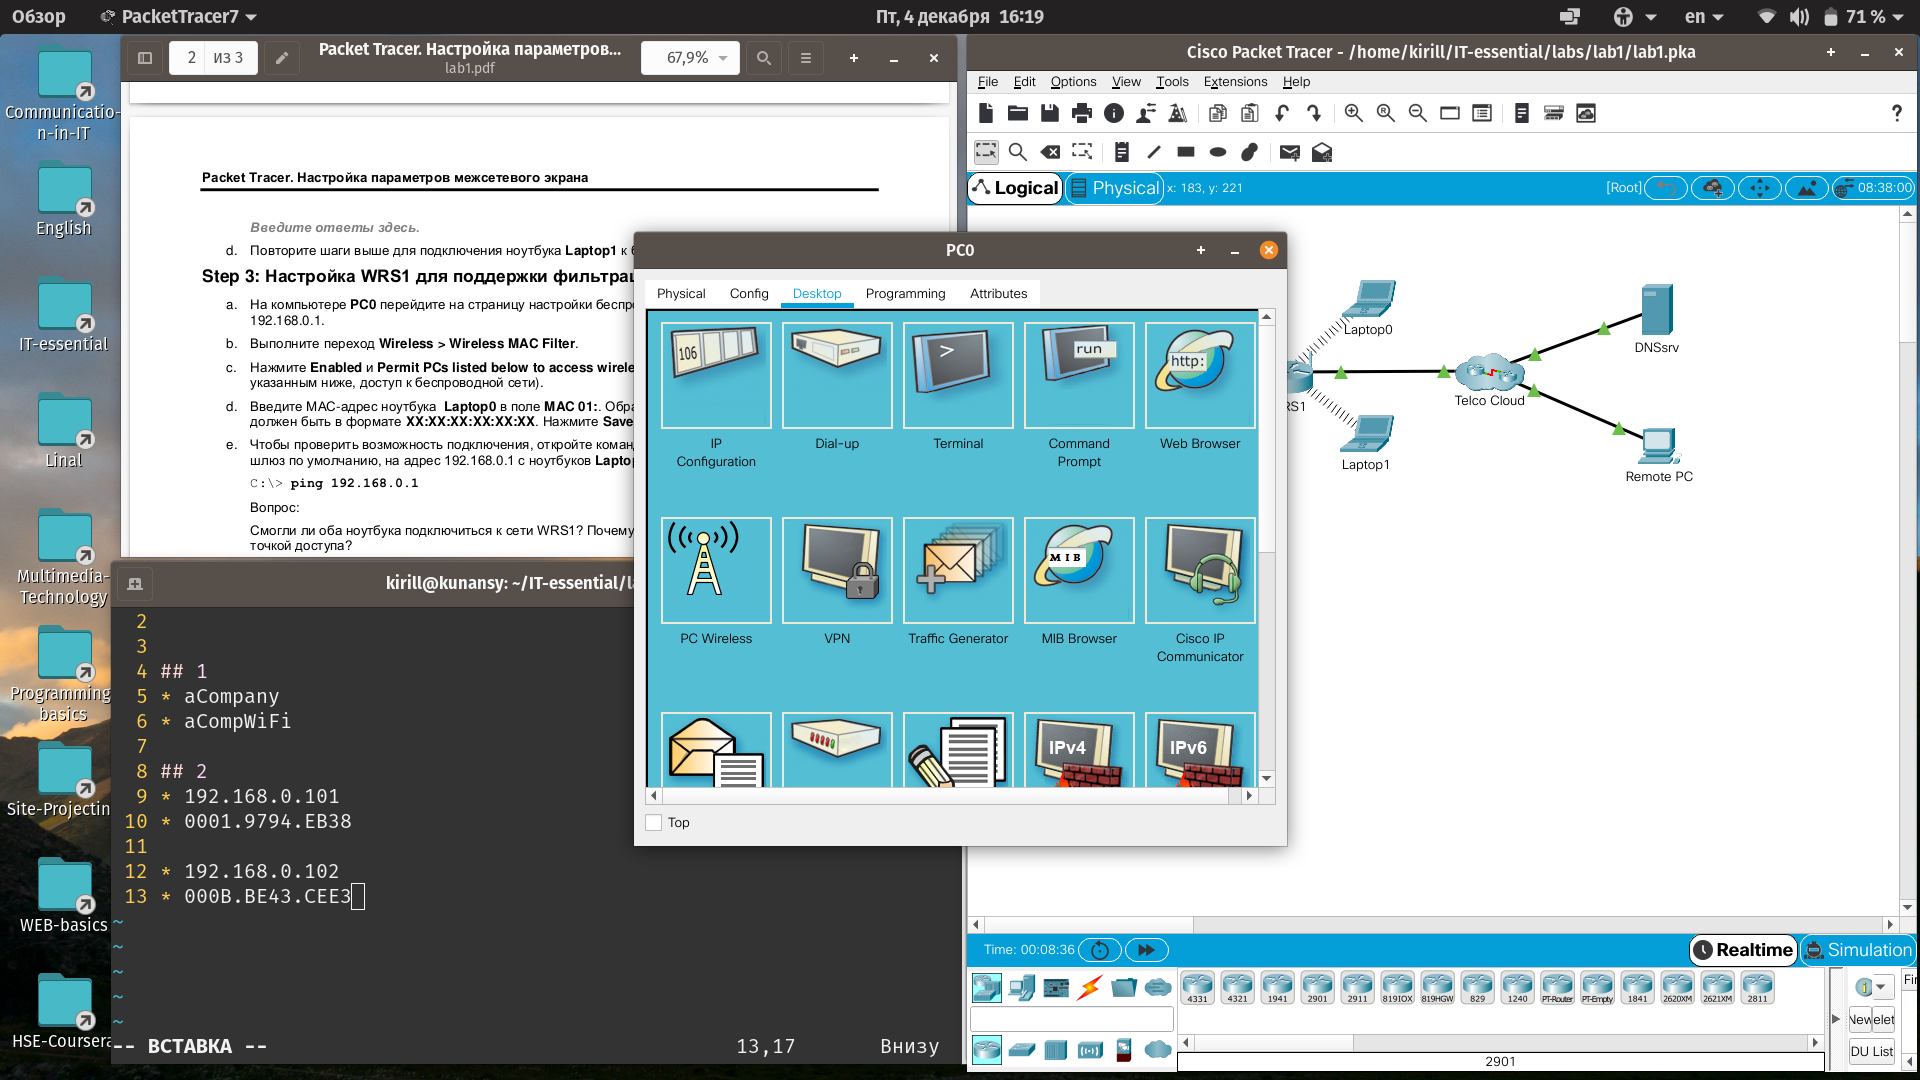 Обзор
PacketTracer7
Пт, 4 декабря 16:19
en
71 %
Communicatio-
n-in-IT
English
IT-essential
Linal
Multimedia-
Technology
Programming-
basics
Site-Projectin
WEB-basics
HSE-Coursera
2 из 3
Packet Tracer. Настройка параметров...
lab1.pdf
67,9%
Packet Tracer. Настройка параметров межсетевого экрана
Введите ответы здесь.
d. Повторите шаги выше для подключения ноутбука Laptop1 к
Step 3: Настройка WRS1 для поддержки фильтрац
a. На компьютере PC0 перейдите на страницу настройки беспро
192.168.0.1.
b. Выполните переход Wireless > Wireless MAC Filter.
c. Нажмите Enabled и Permit PCs listed below to access wirele
указанным ниже, доступ к беспроводной сети).
d. Введите MAC-адрес ноутбука Laptop0 в поле MAC 01:. Обра
должен быть в формате XX:XX:XX:XX:XX:XX. Нажмите Save
e. Чтобы проверить возможность подключения, откройте коман
шлюз по умолчанию, на адрес 192.168.0.1 с ноутбуков Laptop
C:\> ping 192.168.0.1
Вопрос:
Смогли ли оба ноутбука подключиться к сети WRS1? Почему
точкой доступа?
kirill@kunansy: ~/IT-essential/la
2
3
4 ## 1
5 * aCompany
6 * aCompWiFi
7
8 ## 2
9 * 192.168.0.101
10 * 0001.9794.EB38
11
12 * 192.168.0.102
13 * 000B.BE43.CEE3
~
~
~
~
~
-- ВСТАВКА --
13,17
Внизу
PC0
Physical
Config
Desktop
Programming
Attributes
106
>
run
http:
IP
Configuration
Dial-up
Terminal
Command
Prompt
Web Browser
MIB
PC Wireless
VPN
Traffic Generator
MIB Browser
Cisco IP
Communicator
IPv4
IPv6
Top
Cisco Packet Tracer - /home/kirill/IT-essential/labs/lab1/lab1.pka
File
Edit
Options
View
Tools
Extensions
Help
?
Logical
Physical
x: 183, y: 221
[Root]
08:38:00
Laptop0
DNSsrv
RS1
Telco Cloud
Laptop1
Remote PC
Time: 00:08:36
Realtime
Simulation
4331
4321
1941
2901
2911
819IOX
819HGW
829
1240
PT-Router
PT-Empty
1841
2620XM
2621XM
2811
2901
Fir
New
elet
DU List